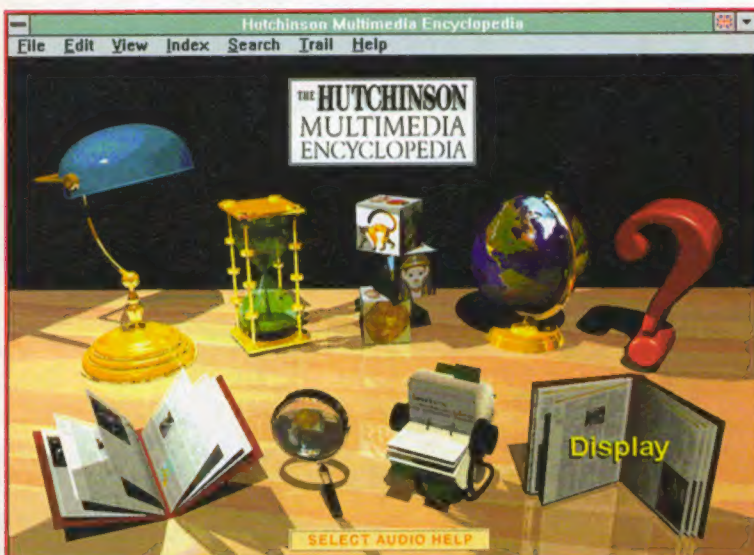 Hutchinson Multimedia Encyclopedia
File Edit View Index Search Trail Help
THE HUTCHINSON
MULTIMEDIA
ENCYCLOPEDIA
Display
SELECT AUDIO HELP